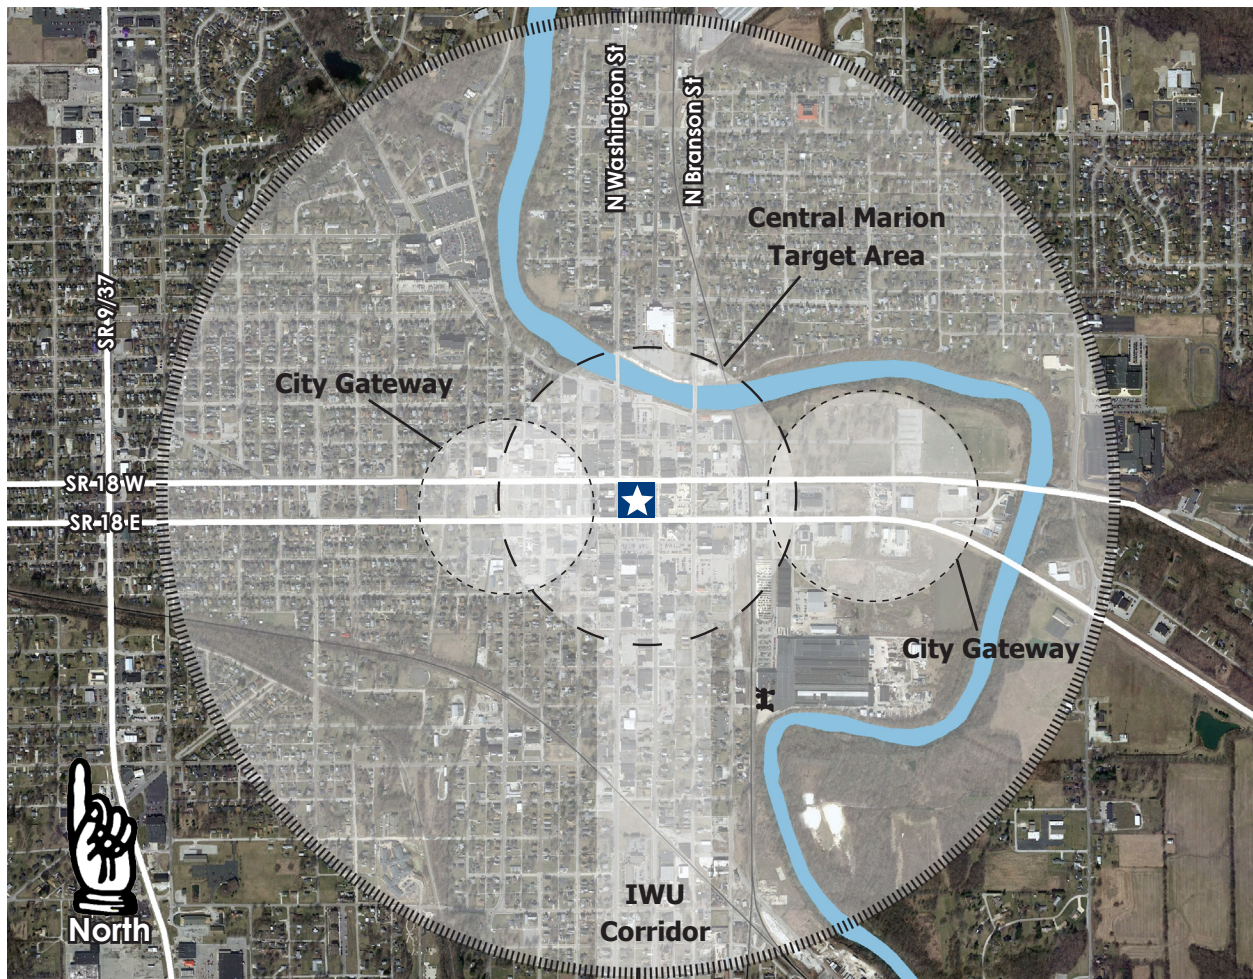 N Washington St
N Branson St
Central Marion
Target Area
SR 9/37
City Gateway
SR 18 W
SR 18 E
City Gateway
IWU
Corridor
North